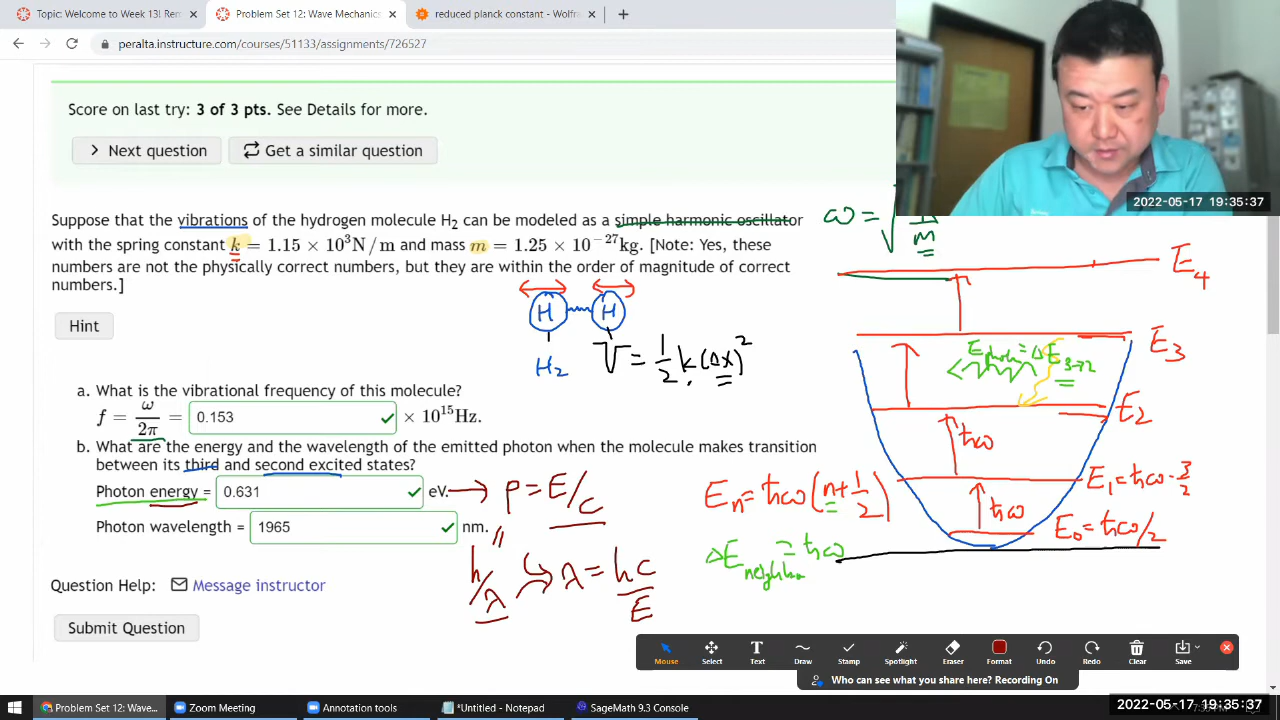 Topic: Welcome to Week 13! Rec
Problem Set 12: Wave Mechanics
reduced planck constant - Wolfr
peralta.instructure.com/courses/51133/assignments/726527
Score on last try: 3 of 3 pts. See Details for more.
Next question
Get a similar question
2022-05-17 19:35:37
Suppose that the vibrations of the hydrogen molecule H₂ can be modeled as a simple harmonic oscillator
with the spring constant k = 1.15 × 10³N / m and mass m = 1.25 × 10⁻²⁷kg. [Note: Yes, these
numbers are not the physically correct numbers, but they are within the order of magnitude of correct
numbers.]
ω = √ m
E₄
Hint
H H
H₂
V = 1/2 k (Δx)²
E₃
E photon = ΔE 3→2
E₂
a. What is the vibrational frequency of this molecule?
f = ω/2π = 0.153 × 10¹⁵Hz.
b. What are the energy and the wavelength of the emitted photon when the molecule makes transition
between its third and second excited states?
Photon energy = 0.631 eV.
Photon wavelength = 1965 nm.
p = E/c
h/λ
λ = hc/E
ħω
Eₙ = ħω(n + 1/2)
E₁ = ħω · 3/2
ħω
E₀ = ħω/2
ΔE neighbor = ħω
Question Help: Message instructor
Submit Question
Mouse Select Text Draw Stamp Spotlight Eraser Format Undo Redo Clear Save
Who can see what you share here? Recording On
Problem Set 12: Wave...
Zoom Meeting
Annotation tools
*Untitled - Notepad
SageMath 9.3 Console
2022-05-17 19:35:37